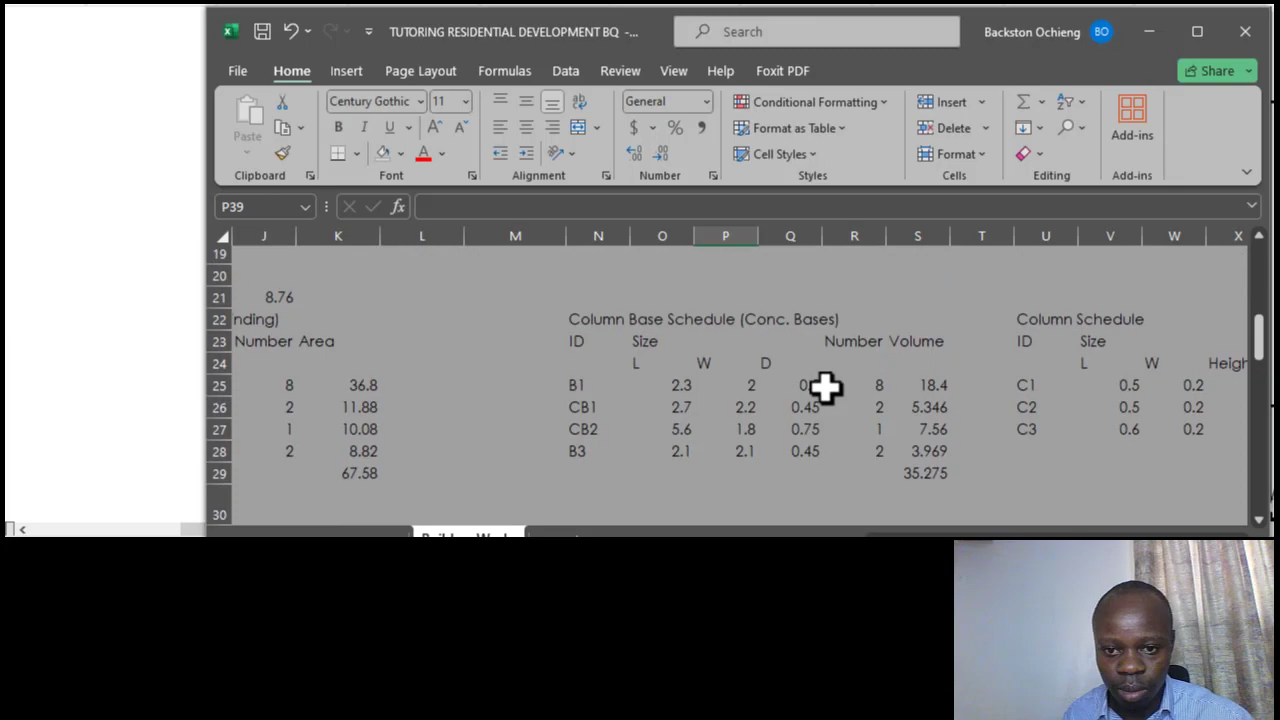 TUTORING RESIDENTIAL DEVELOPMENT BQ -...
Search
Backston Ochieng
BO
File Home Insert Page Layout Formulas Data Review View Help Foxit PDF
Share
Paste
Century Gothic 11
B I U A A
General
$ %
Conditional Formatting
Format as Table
Cell Styles
Insert
Delete
Format
Add-ins
Clipboard Font Alignment Number Styles Cells Editing Add-ins
P39 fx
J K L M N O P Q R S T U V W X
19
20
21 8.76
22 nding) Column Base Schedule (Conc. Bases) Column Schedule
23 Number Area ID Size Number Volume ID Size
24 L W D L W Heigh
25 8 36.8 B1 2.3 2 8 18.4 C1 0.5 0.2
26 2 11.88 CB1 2.7 2.2 0.45 2 5.346 C2 0.5 0.2
27 1 10.08 CB2 5.6 1.8 0.75 1 7.56 C3 0.6 0.2
28 2 8.82 B3 2.1 2.1 0.45 2 3.969
29 67.58 35.275
30